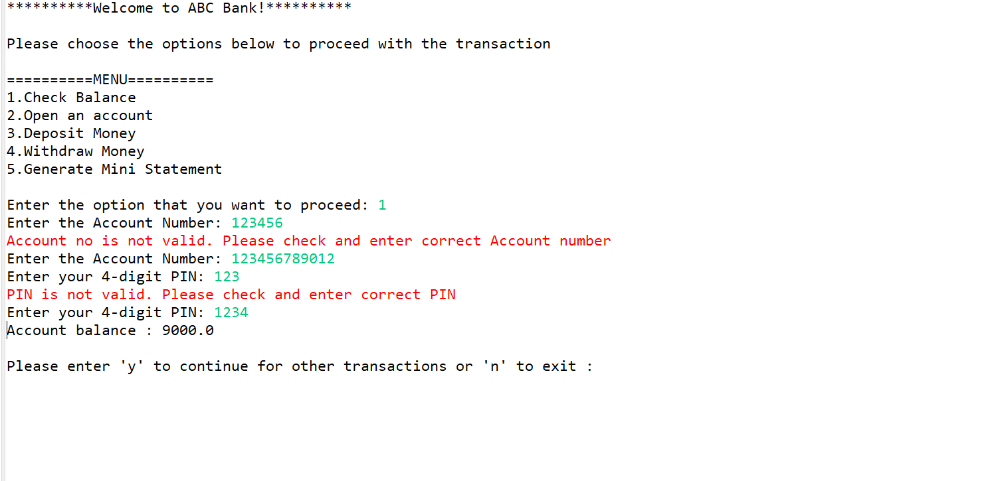 **********Welcome to ABC Bank!**********
Please choose the options below to proceed with the transaction
==========MENU==========
1.Check Balance
2.Open an account
3.Deposit Money
4.Withdraw Money
5.Generate Mini Statement
Enter the option that you want to proceed: 1
Enter the Account Number: 123456
Account no is not valid. Please check and enter correct Account number
Enter the Account Number: 123456789012
Enter your 4-digit PIN: 123
PIN is not valid. Please check and enter correct PIN
Enter your 4-digit PIN: 1234
Account balance : 9000.0
Please enter 'y' to continue for other transactions or 'n' to exit :